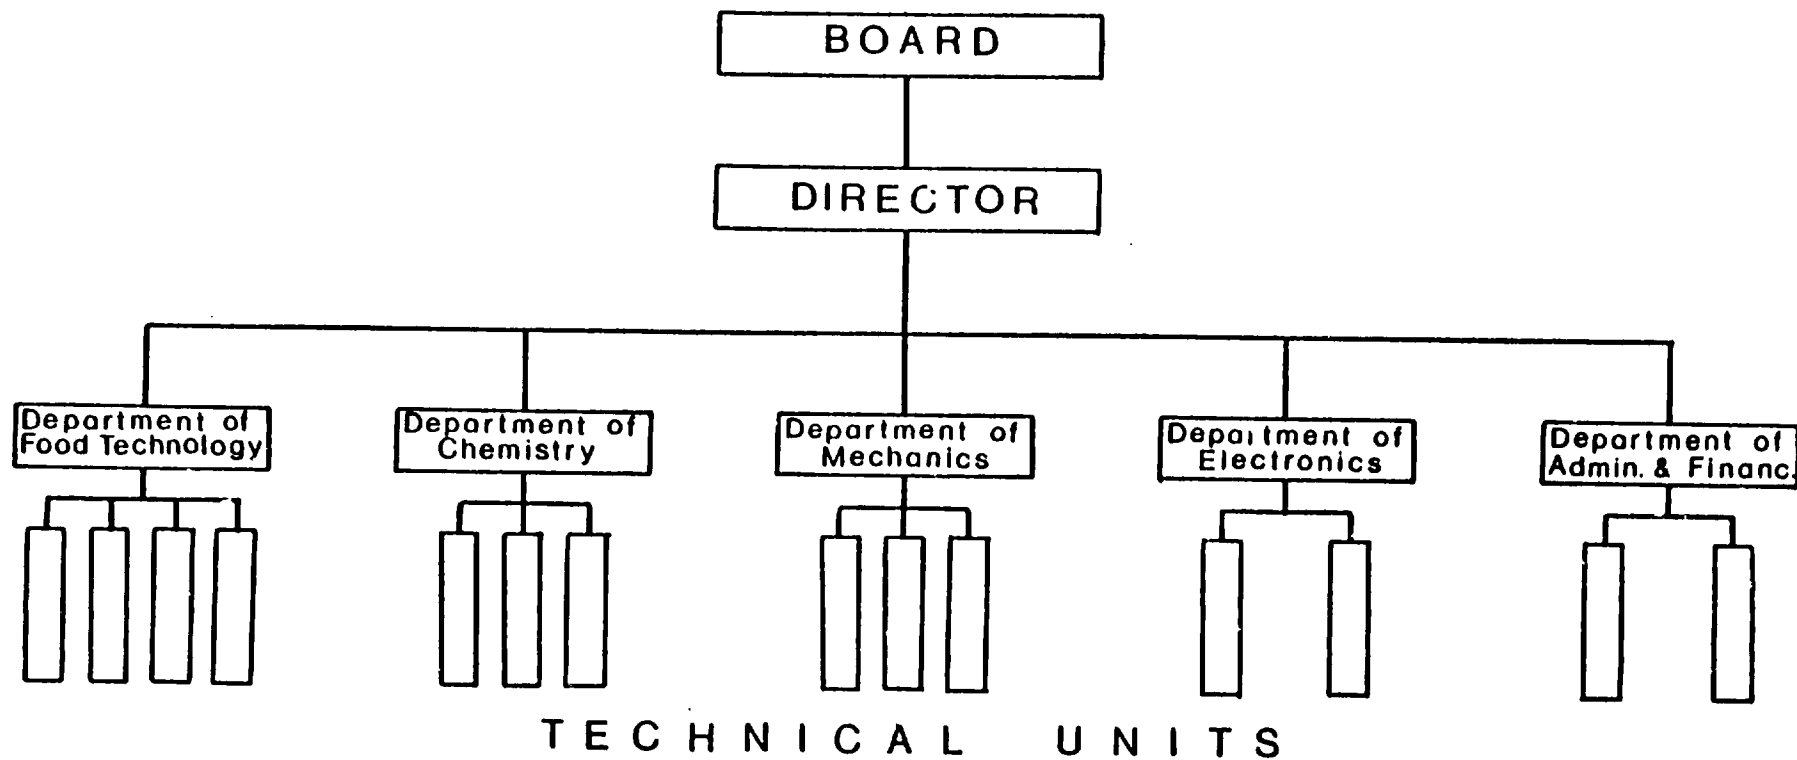 BOARD
DIRECTOR
Department of
Food Technology
Department of
Chemistry
Department of
Mechanics
Department of
Electronics
Department of
Admin. & Financ.
TECHNICAL UNITS